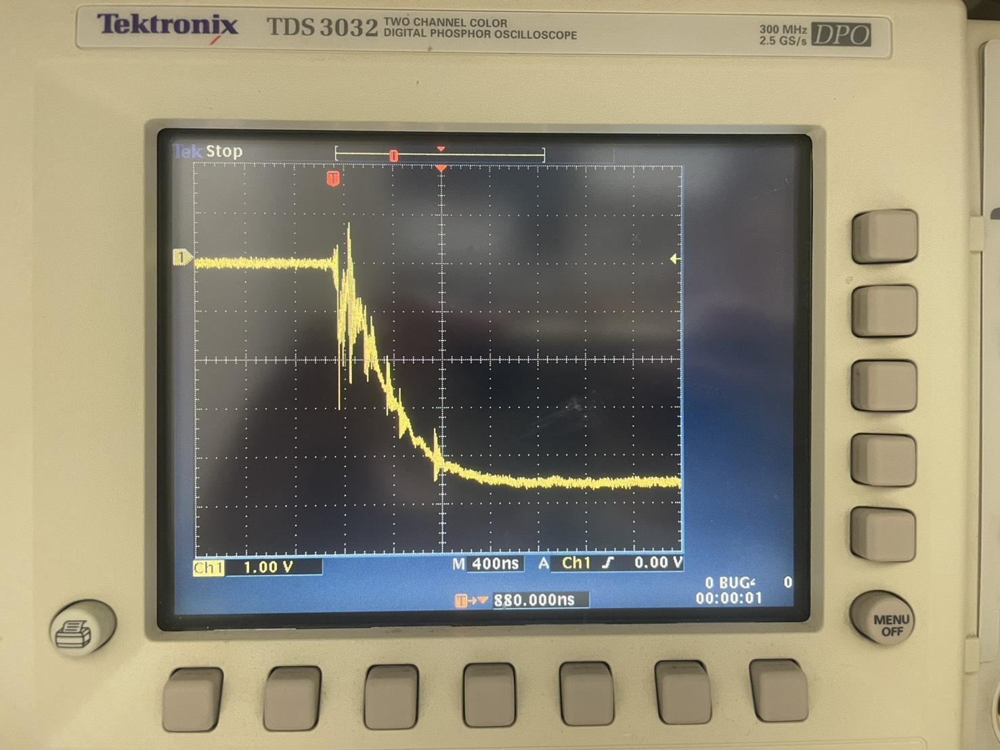 Tektronix TDS 3032 TWO CHANNEL COLOR
DIGITAL PHOSPHOR OSCILLOSCOPE
300 MHz
2.5 GS/s DPO
Tek Stop
T
T
1
Ch1 1.00 V M 400ns A Ch1 0.00 V
T 880.000ns
0 BUG 0
00:00:01
MENU
OFF